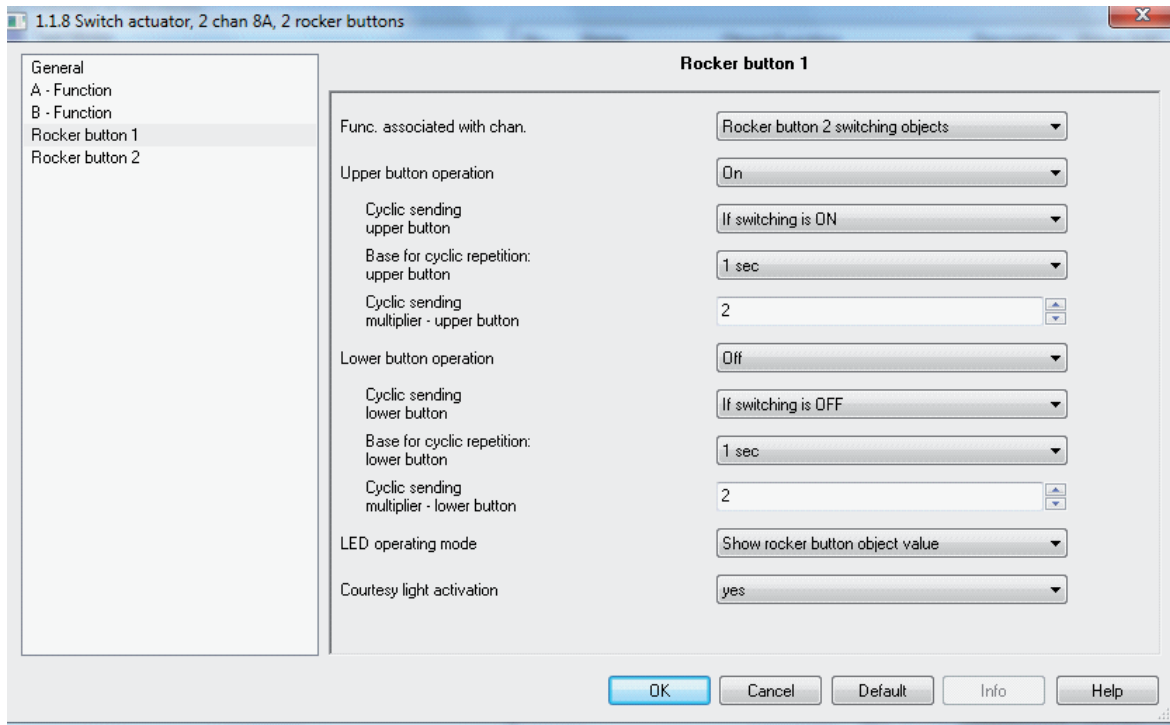 1.1.8 Switch actuator, 2 chan 8A, 2 rocker buttons
General
A - Function
B - Function
Rocker button 1
Rocker button 2
Rocker button 1
Func. associated with chan.
Rocker button 2 switching objects
Upper button operation
On
Cyclic sending
upper button
If switching is ON
Base for cyclic repetition:
upper button
1 sec
Cyclic sending
multiplier - upper button
2
Lower button operation
Off
Cyclic sending
lower button
If switching is OFF
Base for cyclic repetition:
lower button
1 sec
Cyclic sending
multiplier - lower button
2
LED operating mode
Show rocker button object value
Courtesy light activation
yes
OK
Cancel
Default
Info
Help